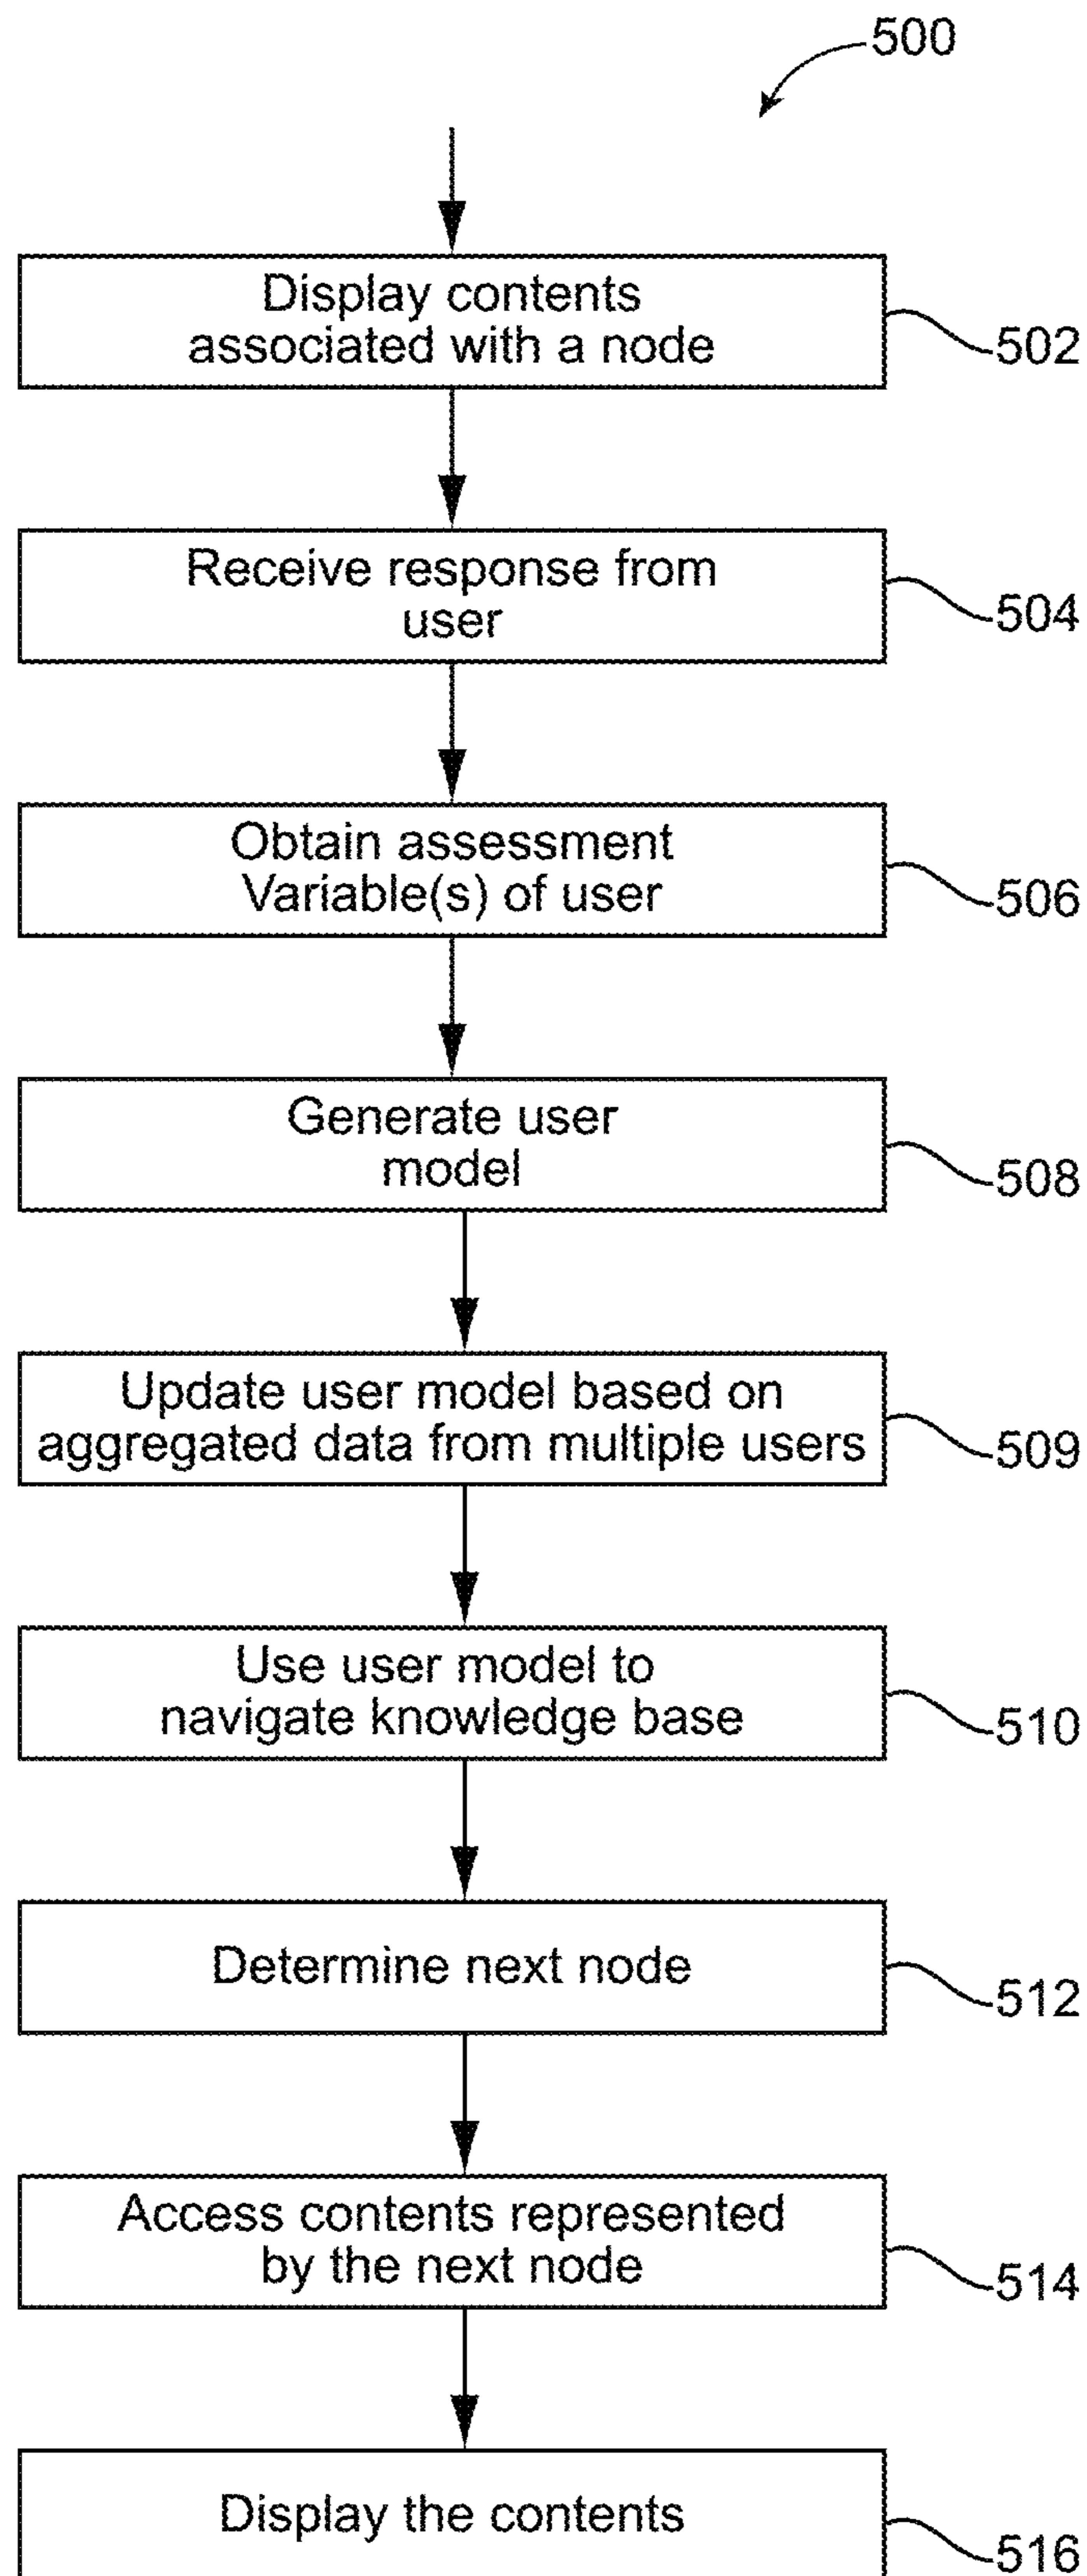 500
Display contents
associated with a node
502
Receive response from
user
504
Obtain assessment
Variable(s) of user
506
Generate user
model
508
Update user model based on
aggregated data from multiple users
509
Use user model to
navigate knowledge base
510
Determine next node
512
Access contents represented
by the next node
514
Display the contents
516